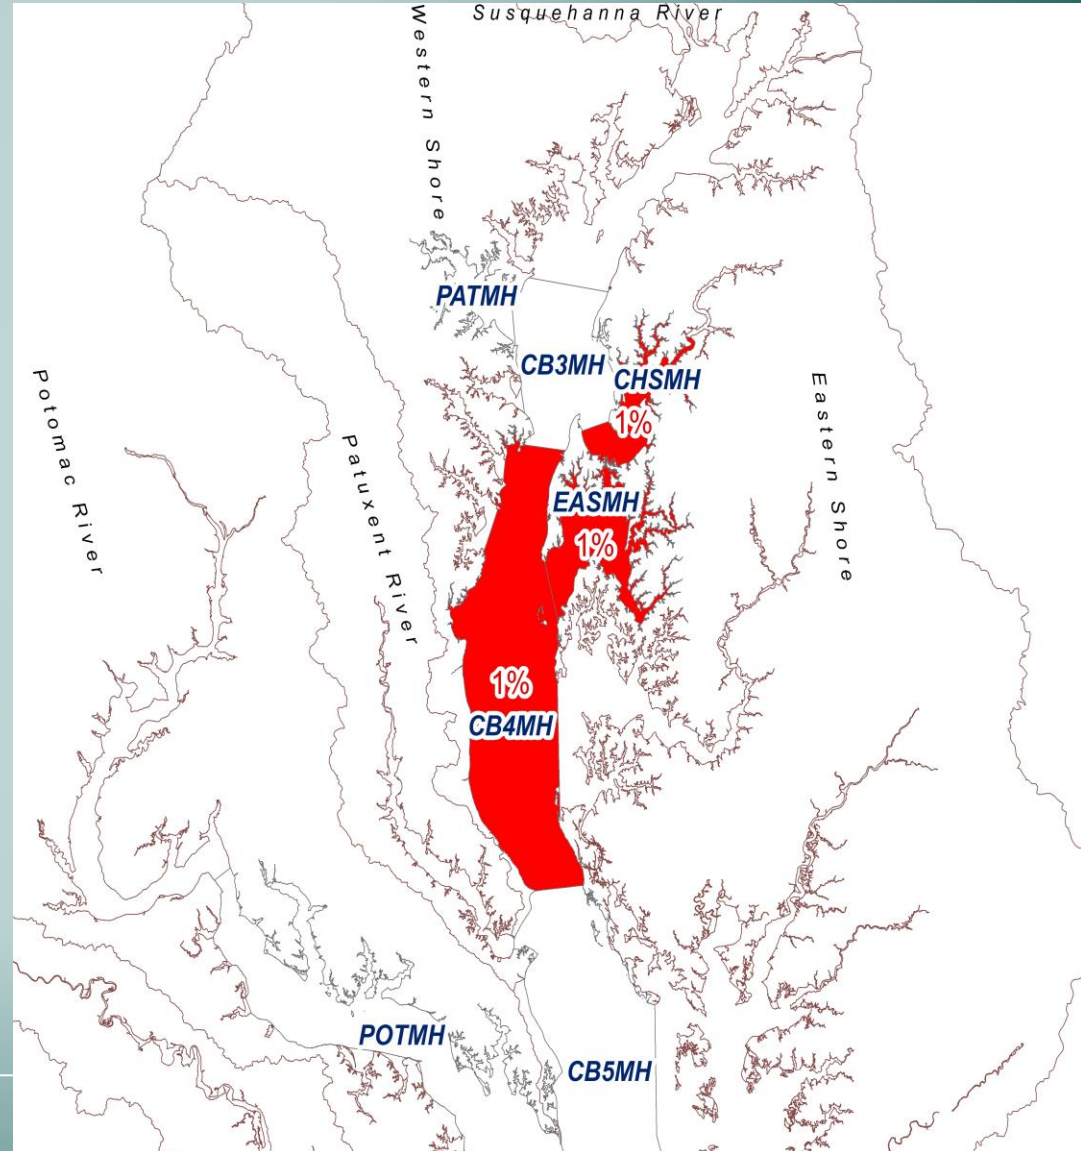 Susquehanna River
Western Shore
PATMH
CB3MH
CHSMH
1%
Potomac River
Patuxent River
Eastern Shore
EASMH
1%
1%
CB4MH
POTMH
CB5MH